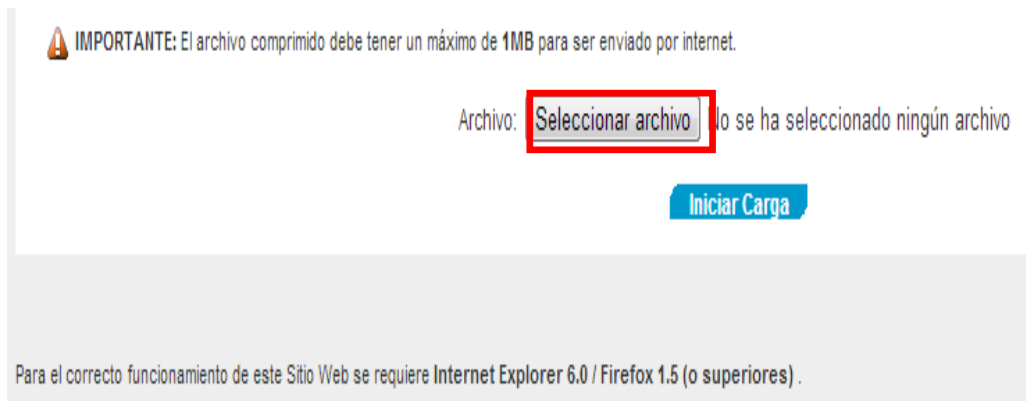 IMPORTANTE: El archivo comprimido debe tener un máximo de 1MB para ser enviado por internet.
Archivo: Seleccionar archivo No se ha seleccionado ningún archivo
Iniciar Carga
Para el correcto funcionamiento de este Sitio Web se requiere Internet Explorer 6.0 / Firefox 1.5 (o superiores) .